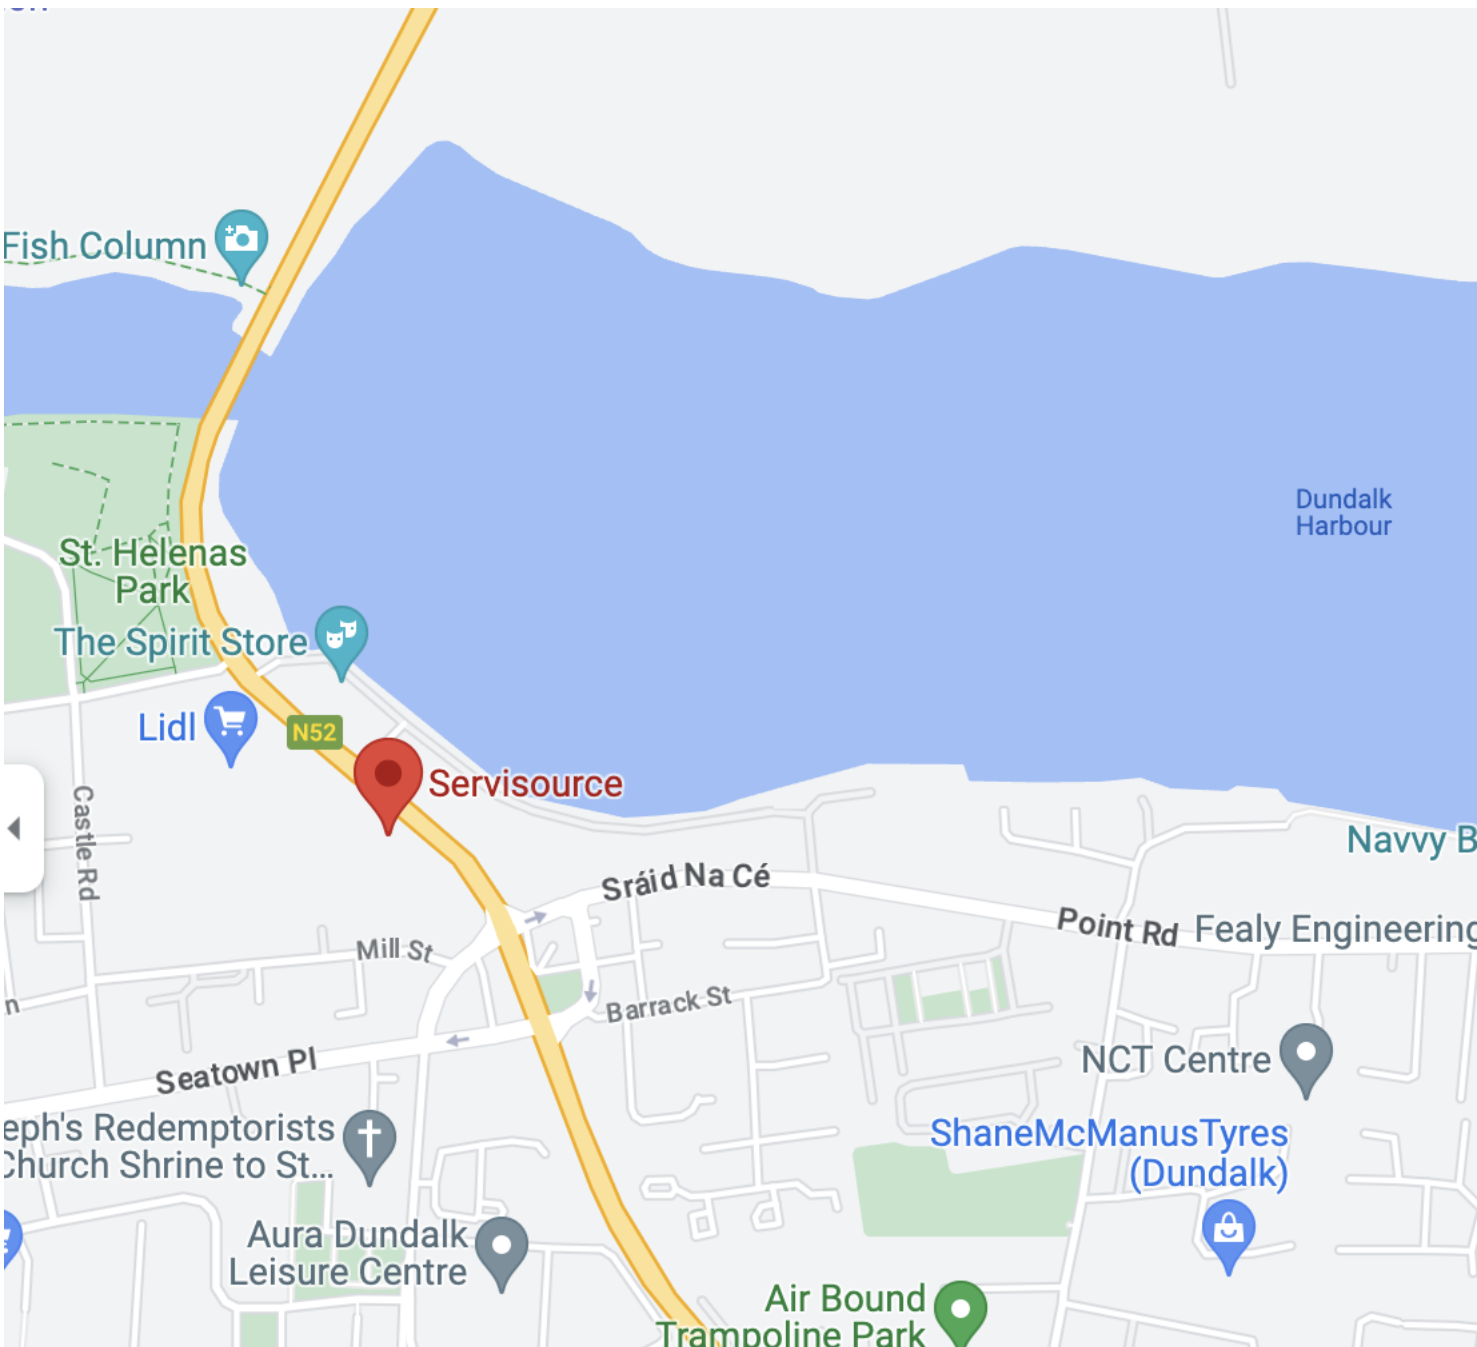 Fish Column
Dundalk
Harbour
St. Helenas
Park
The Spirit Store
Lidl
N52
Servisource
Castle Rd
Navvy B
Sráid Na Cé
Point Rd
Fealy Engineering
Mill St
n
Barrack St
Seatown Pl
NCT Centre
eph's Redemptorists
Church Shrine to St...
ShaneMcManusTyres
(Dundalk)
Aura Dundalk
Leisure Centre
Air Bound
Trampoline Park